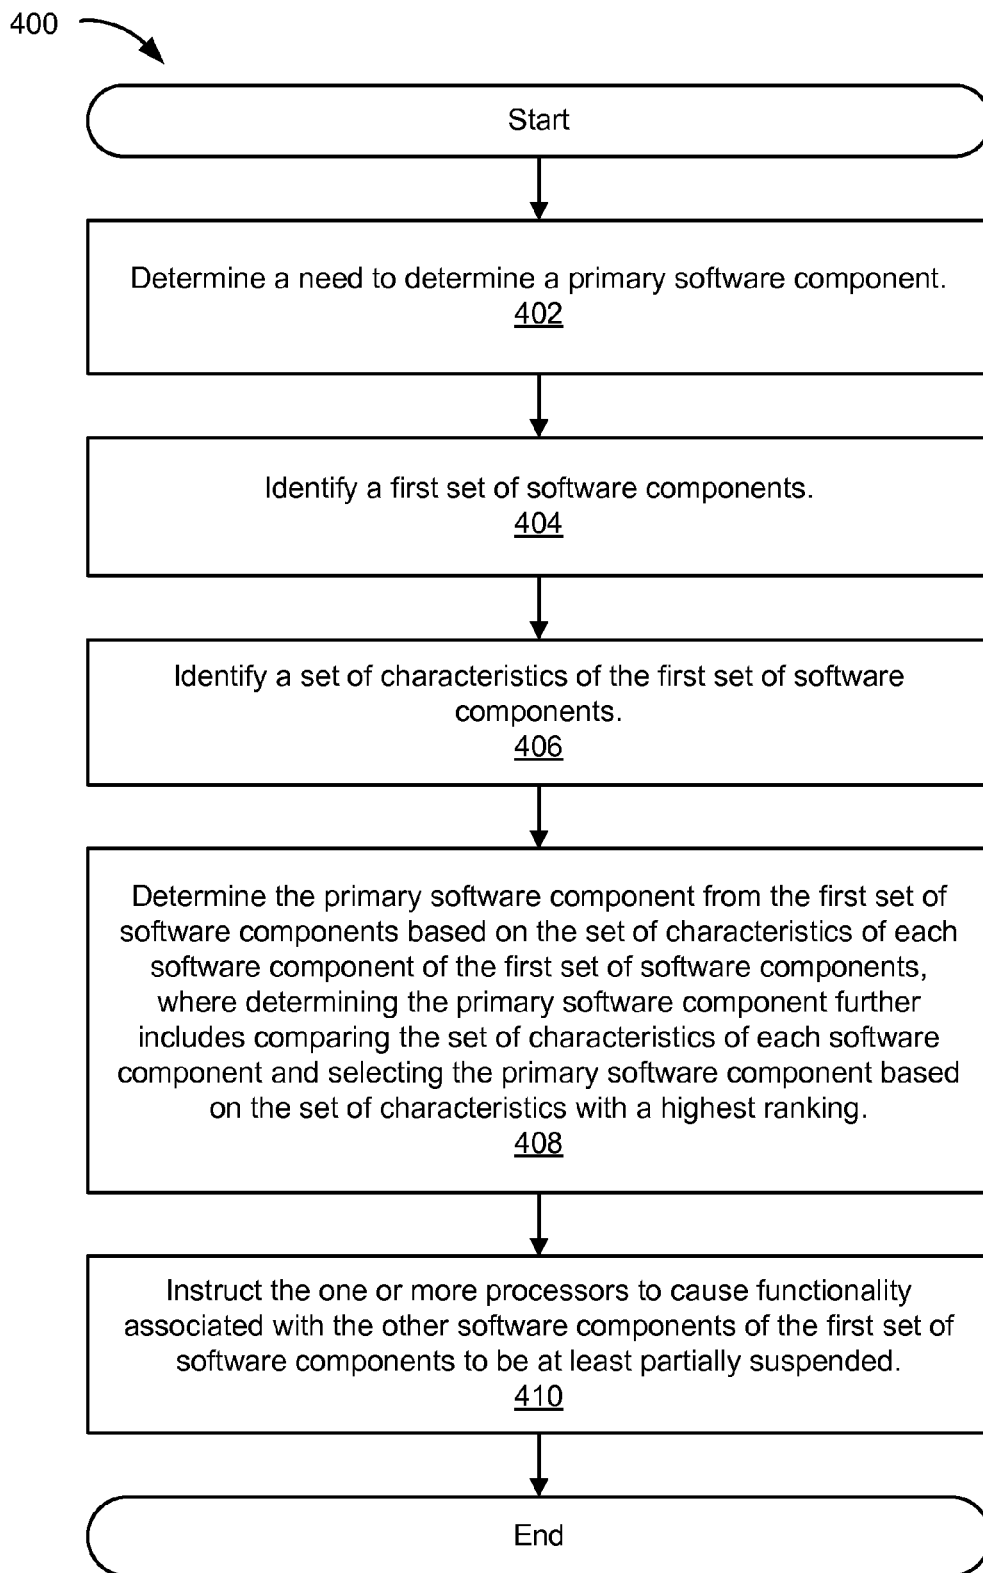 400
Start
Determine a need to determine a primary software component.
402
Identify a first set of software components.
404
Identify a set of characteristics of the first set of software
components.
406
Determine the primary software component from the first set of
software components based on the set of characteristics of each
software component of the first set of software components,
where determining the primary software component further
includes comparing the set of characteristics of each software
component and selecting the primary software component based
on the set of characteristics with a highest ranking.
408
Instruct the one or more processors to cause functionality
associated with the other software components of the first set of
software components to be at least partially suspended.
410
End